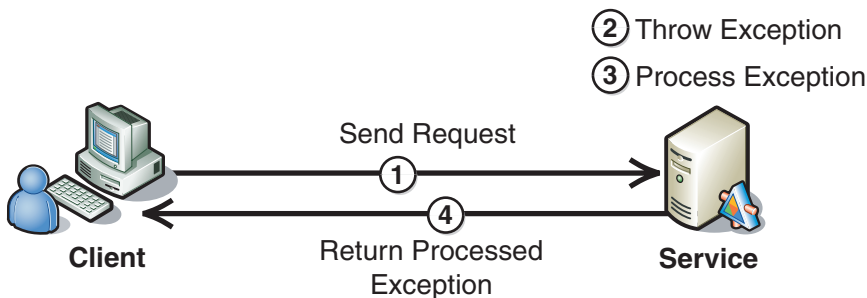 2 Throw Exception
3 Process Exception
Send Request
1
4
Return Processed
Exception
Client
Service